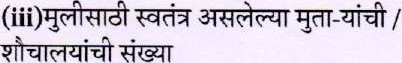 (iii)मुलीसाठी स्वतंत्र असलेल्या मुता-यांची /
शौचालयांची संख्या